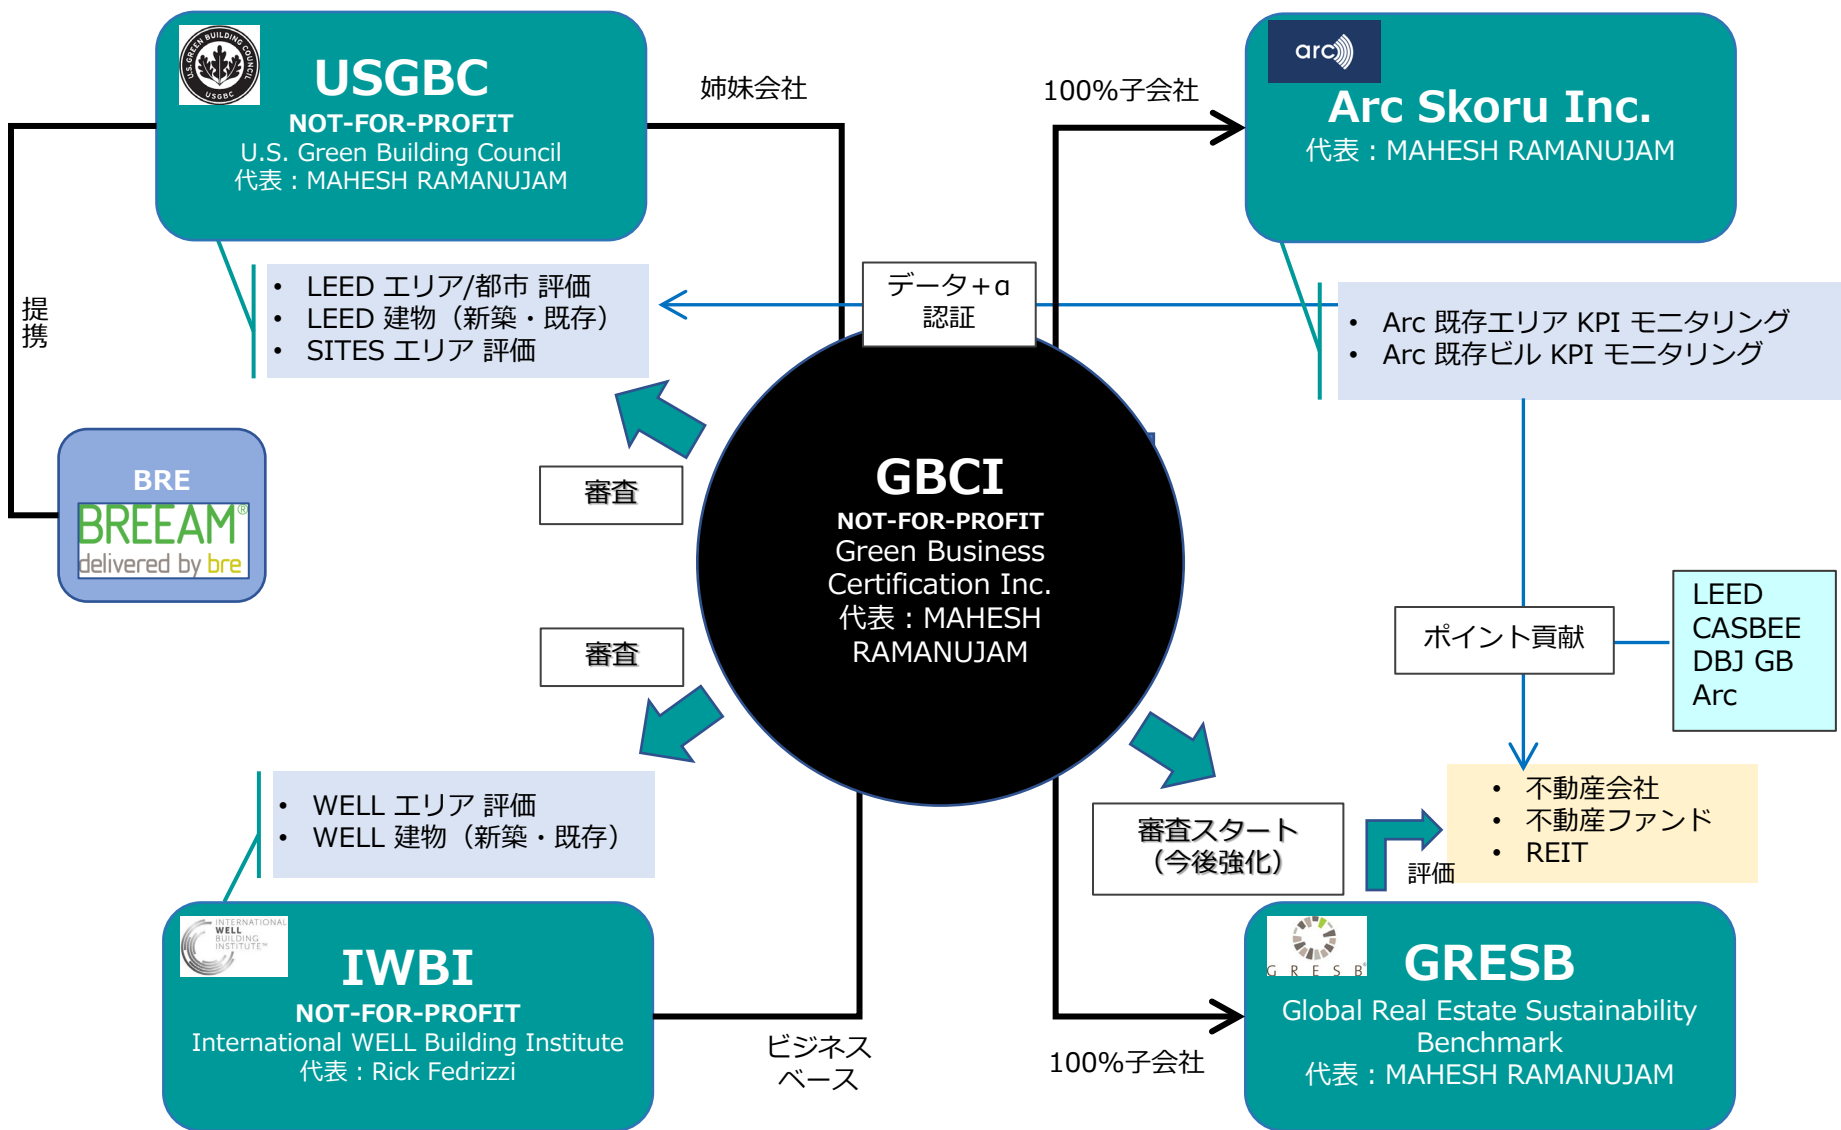 U.S. GREEN BUILDING COUNCIL
USGBC
USGBC
NOT-FOR-PROFIT
U.S. Green Building Council
代表：MAHESH RAMANUJAM
姉妹会社
100%子会社
arc
Arc Skoru Inc.
代表：MAHESH RAMANUJAM
提携
• LEED エリア/都市 評価
• LEED 建物（新築・既存）
• SITES エリア 評価
データ＋α
認証
• Arc 既存エリア KPI モニタリング
• Arc 既存ビル KPI モニタリング
BRE
BREEAM®
delivered by bre
審査
GBCI
NOT-FOR-PROFIT
Green Business
Certification Inc.
代表：MAHESH
RAMANUJAM
審査
ポイント貢献
LEED
CASBEE
DBJ GB
Arc
• WELL エリア 評価
• WELL 建物（新築・既存）
審査スタート
（今後強化）
評価
• 不動産会社
• 不動産ファンド
• REIT
INTERNATIONAL
WELL
BUILDING
INSTITUTE™
IWBI
NOT-FOR-PROFIT
International WELL Building Institute
代表：Rick Fedrizzi
ビジネス
ベース
100%子会社
GRESB®
GRESB
Global Real Estate Sustainability
Benchmark
代表：MAHESH RAMANUJAM